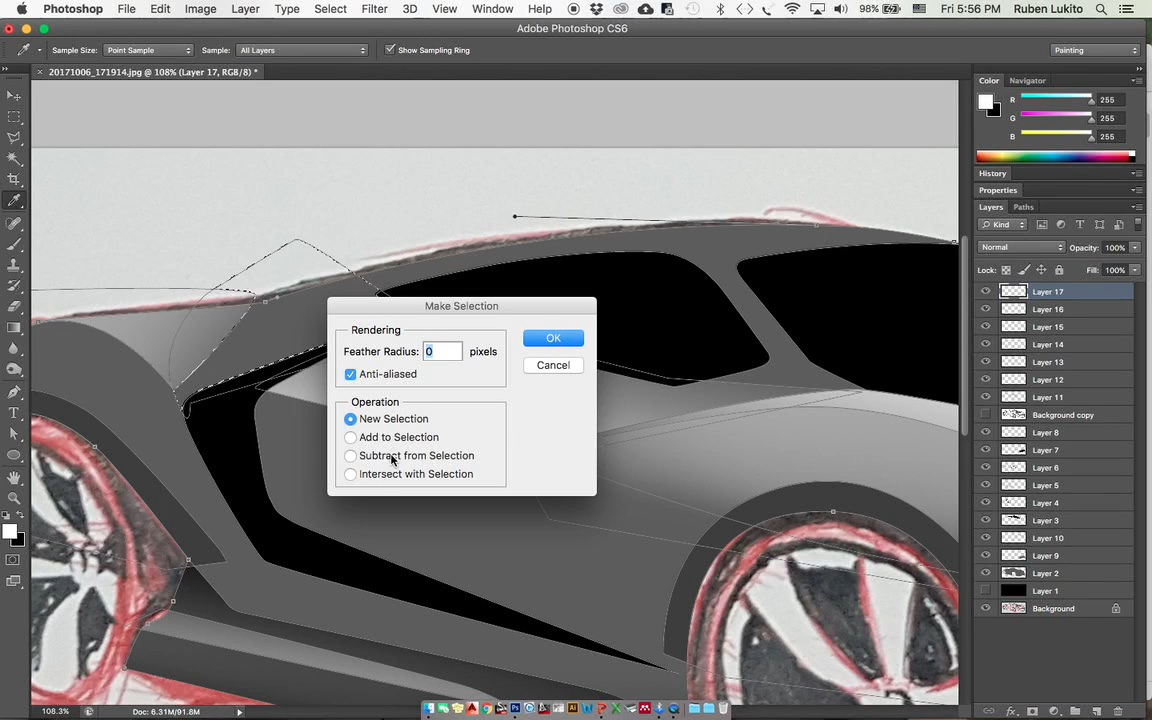 Photoshop File Edit Image Layer Type Select Filter 3D View Window Help 98% Fri 5:56 PM Ruben Lukito
Adobe Photoshop CS6
Sample Size: Point Sample Sample: All Layers Show Sampling Ring Painting
× 20171006_171914.jpg @ 108% (Layer 17, RGB/8) *
Color Navigator
R 255
G 255
B 255
History
Properties
Layers Paths
Kind
Normal Opacity: 100%
Lock: Fill: 100%
Layer 17
Layer 16
Layer 15
Layer 14
Layer 13
Layer 12
Layer 11
Background copy
Layer 8
Layer 7
Layer 6
Layer 5
Layer 4
Layer 3
Layer 10
Layer 9
Layer 2
Layer 1
Background
Make Selection
Rendering
Feather Radius: 0 pixels
Anti-aliased
OK
Cancel
Operation
New Selection
Add to Selection
Subtract from Selection
Intersect with Selection
108.3% Doc: 6.31M/91.8M